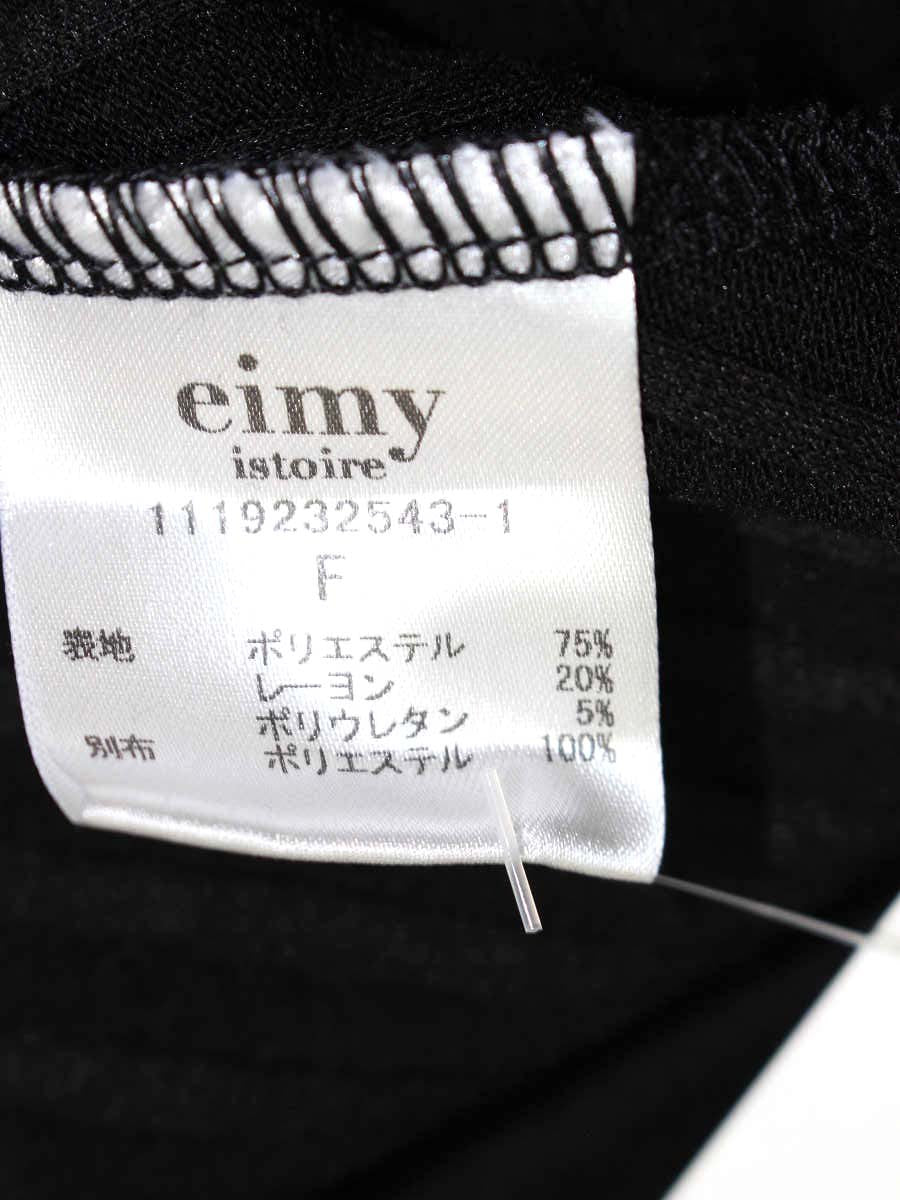 eimy
istoire
1119232543-1
F
表地 ポリエステル 75%
レーヨン 20%
ポリウレタン 5%
別布 ポリエステル 100%